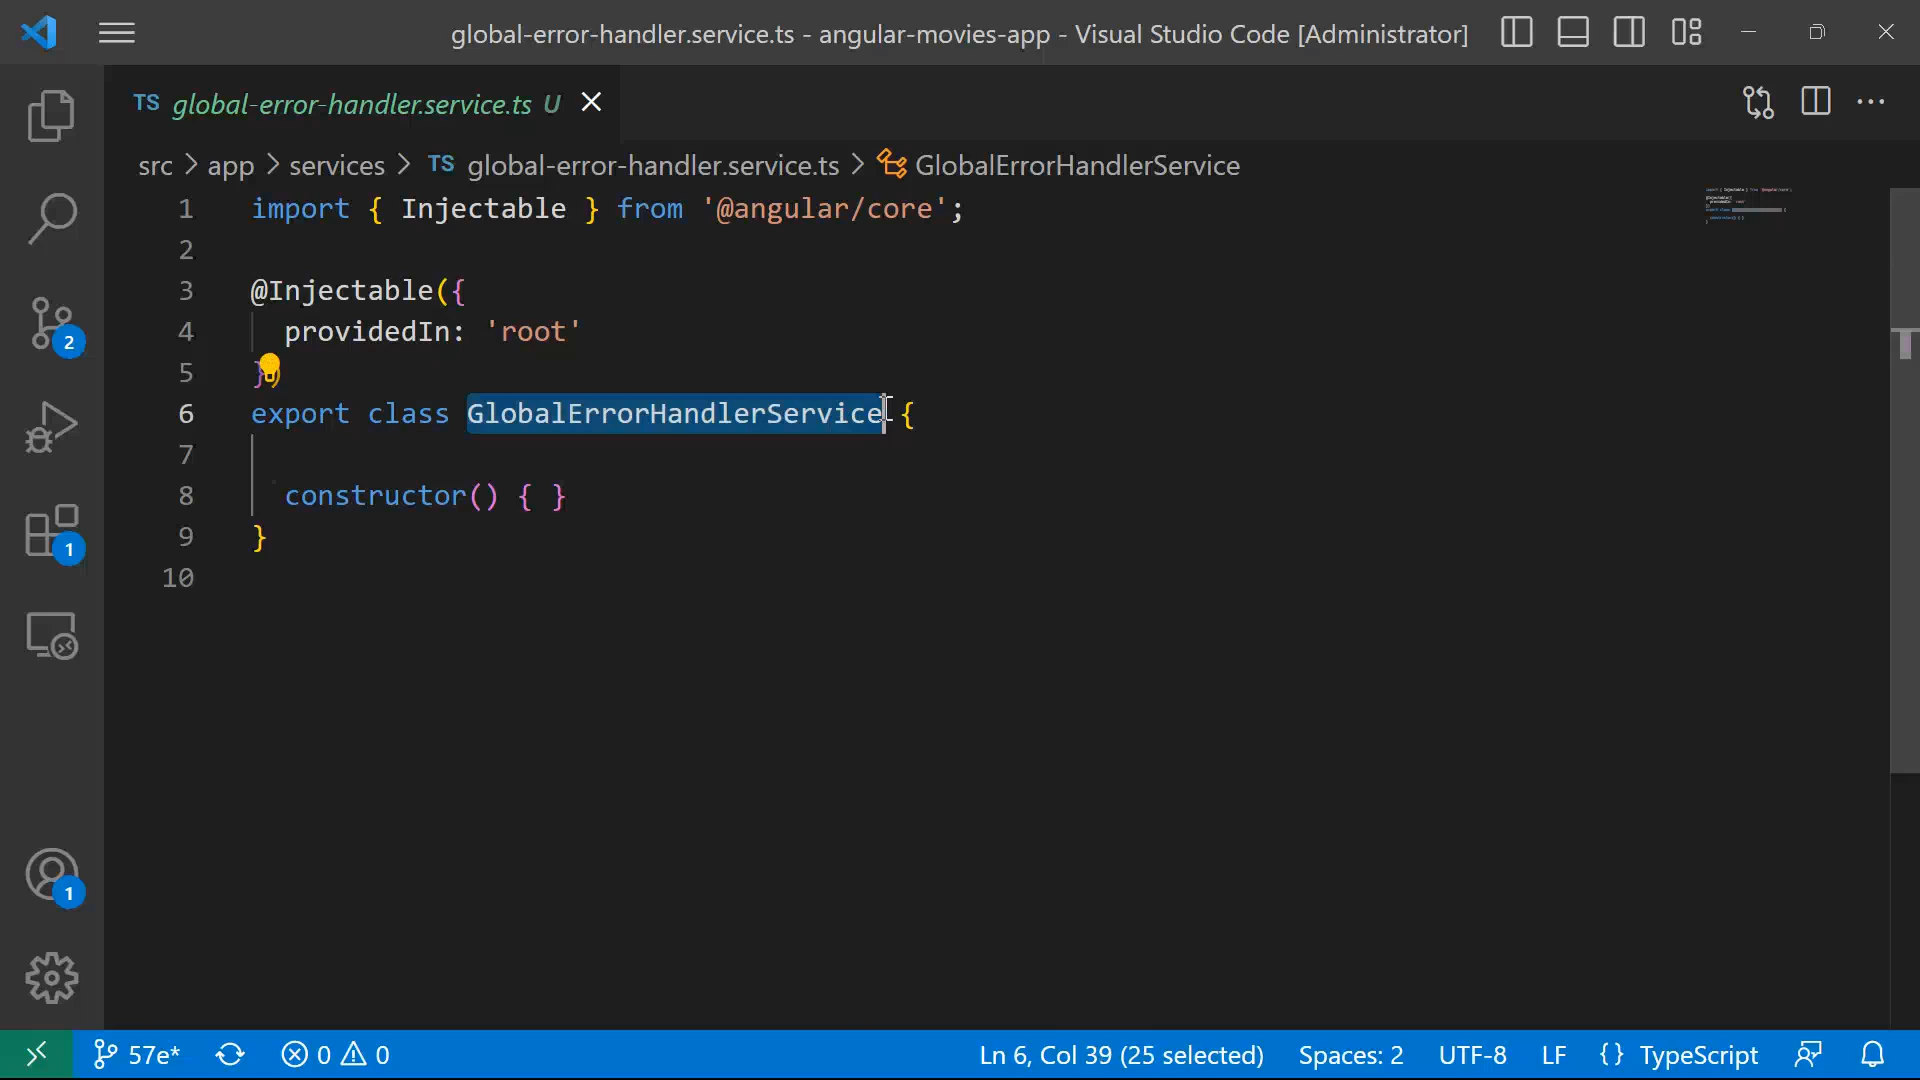 global-error-handler.service.ts - angular-movies-app - Visual Studio Code [Administrator]
TS global-error-handler.service.ts U
src > app > services > TS global-error-handler.service.ts > GlobalErrorHandlerService
1 import { Injectable } from '@angular/core';
2
3 @Injectable({
4 providedIn: 'root'
5 })
6 export class GlobalErrorHandlerService {
7
8 constructor() { }
9 }
10
2
1
1
57e* 0 0 Ln 6, Col 39 (25 selected) Spaces: 2 UTF-8 LF {} TypeScript